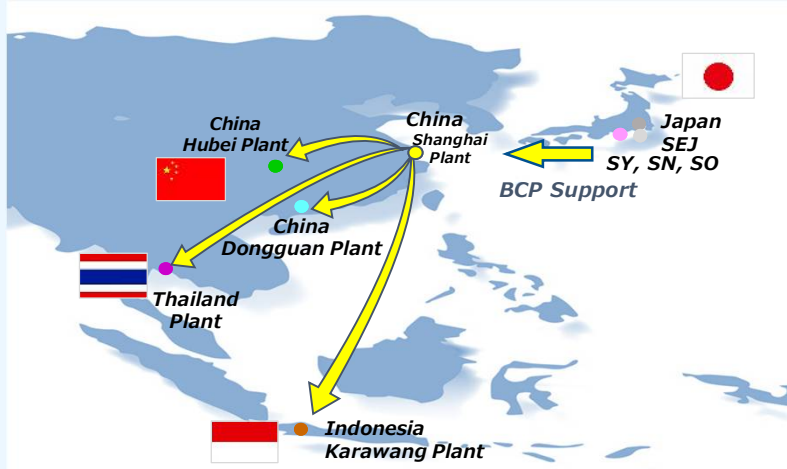 China
Hubei Plant
China
Shanghai
Plant
Japan
SEJ
SY, SN, SO
BCP Support
China
Dongguan Plant
Thailand
Plant
Indonesia
Karawang Plant